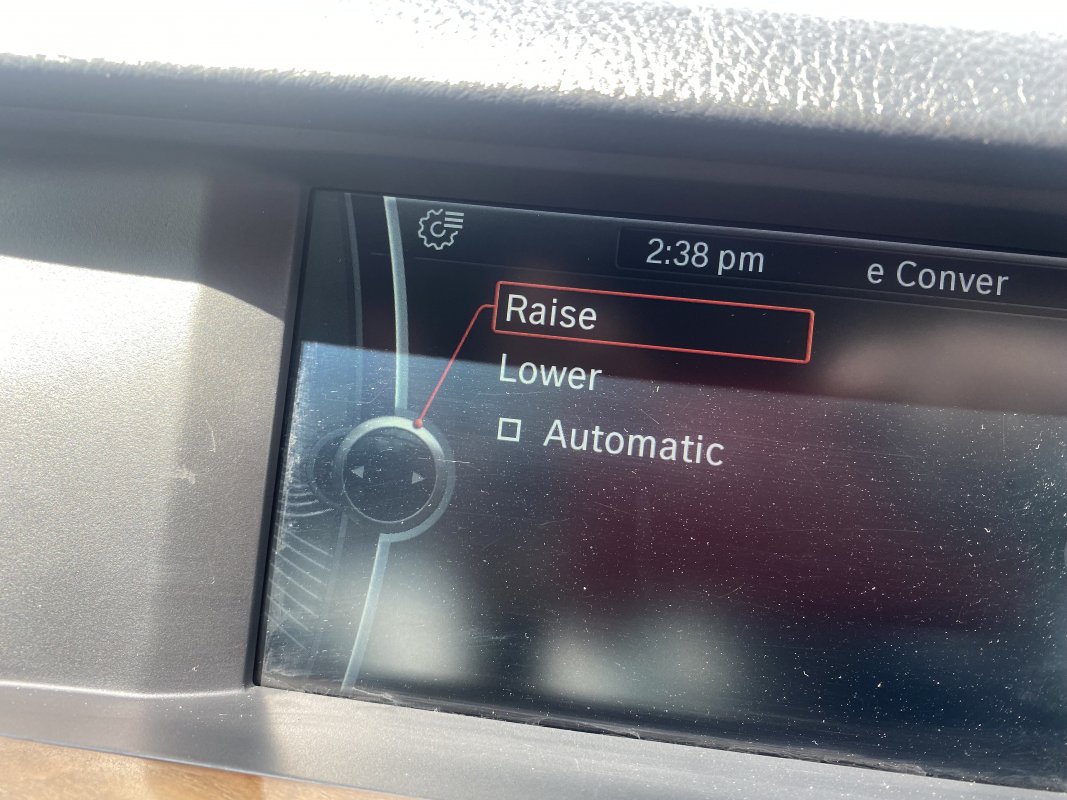 2:38 pm
e Conver
Raise
Lower
Automatic